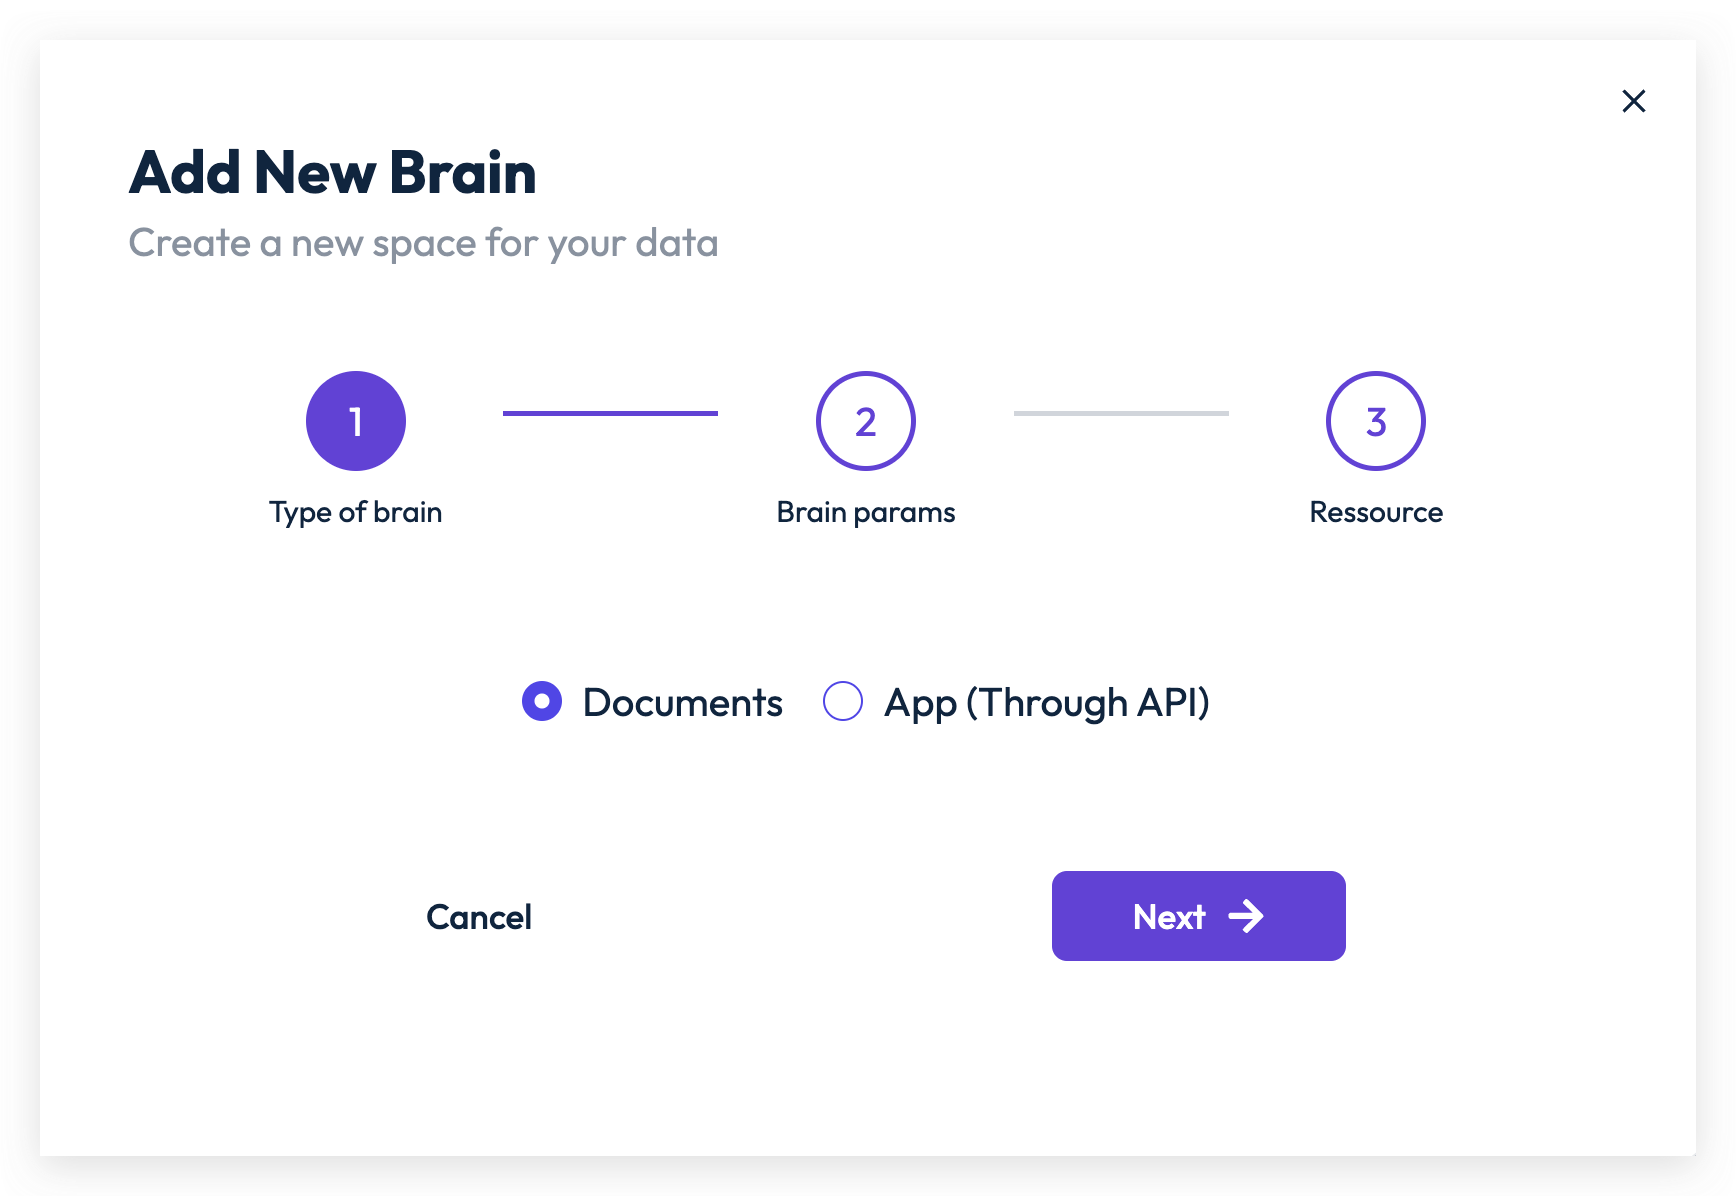 Add New Brain
Create a new space for your data
1
2
3
Type of brain
Brain params
Ressource
Documents
App (Through API)
Cancel
Next